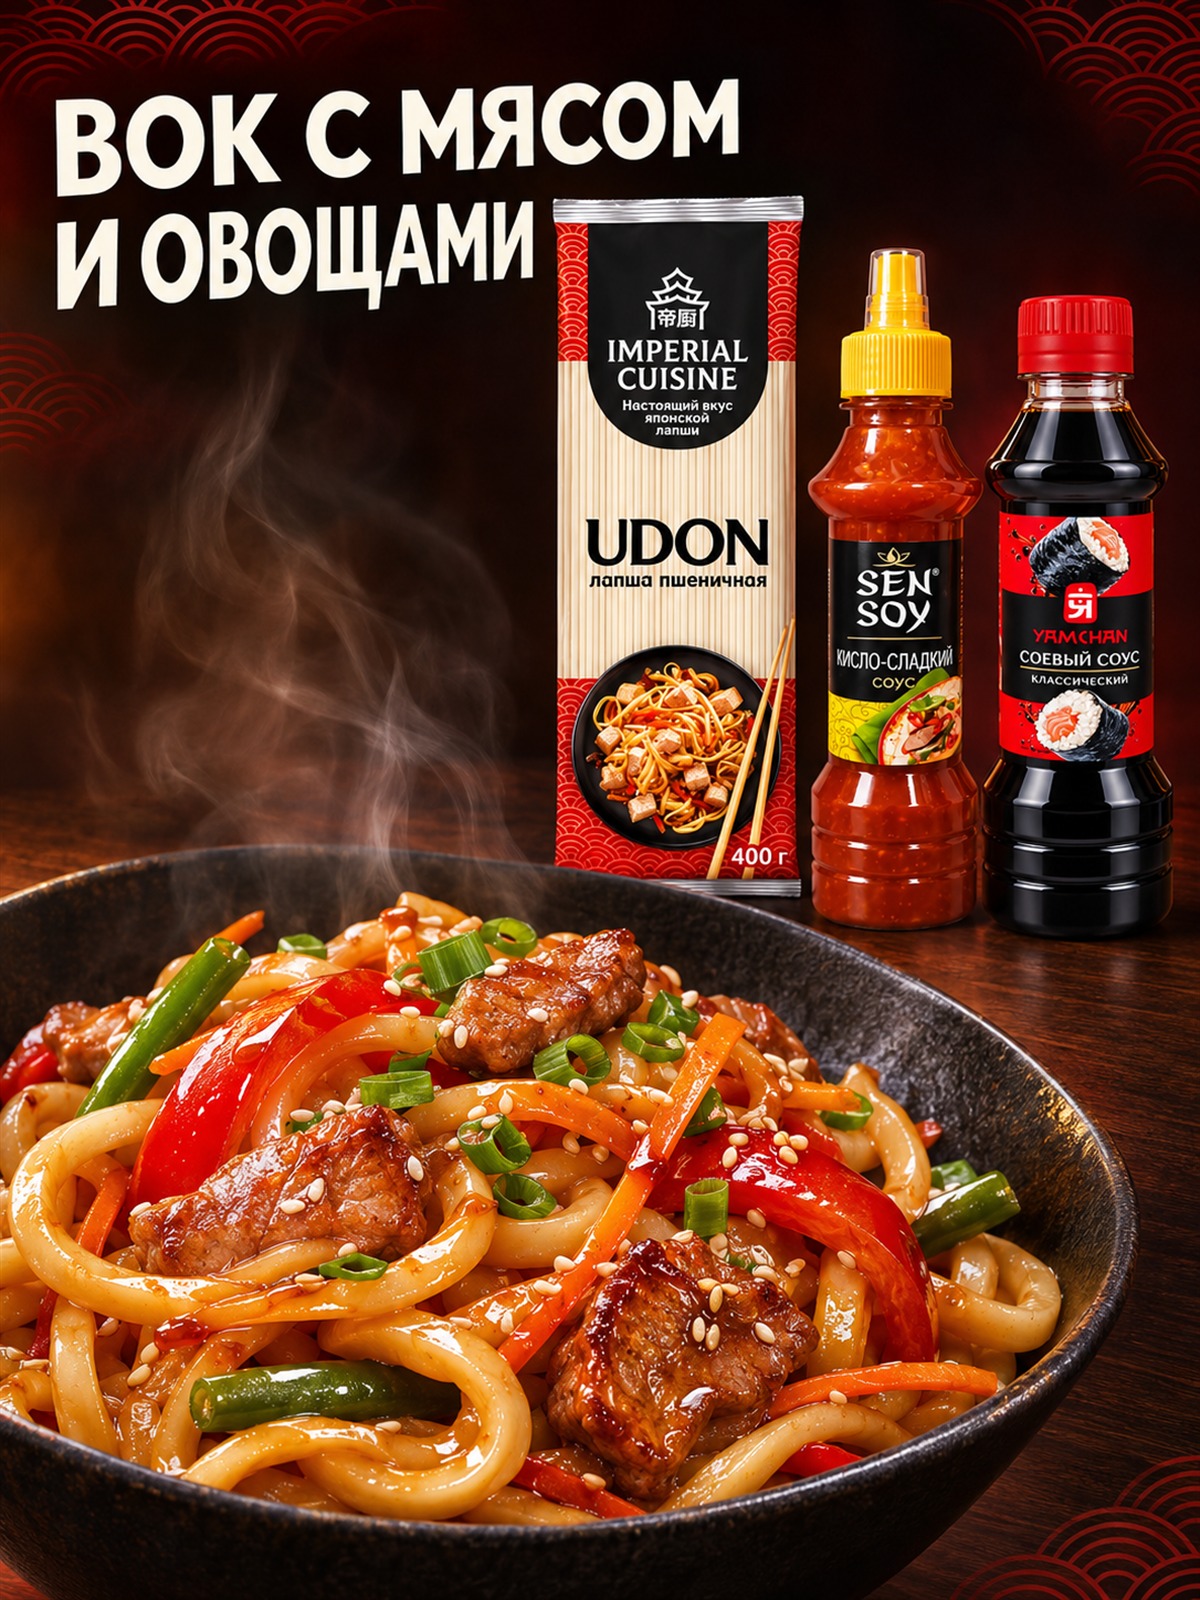 ВОК С МЯСОМ
И ОВОЩАМИ
帝厨
IMPERIAL
CUISINE
Настоящий вкус
японской
лапши
UDON
лапша пшеничная
400 г
SEN®
SOY
КИСЛО-СЛАДКИЙ
СОУС
Я
YAMCHAN
СОЕВЫЙ СОУС
КЛАССИЧЕСКИЙ